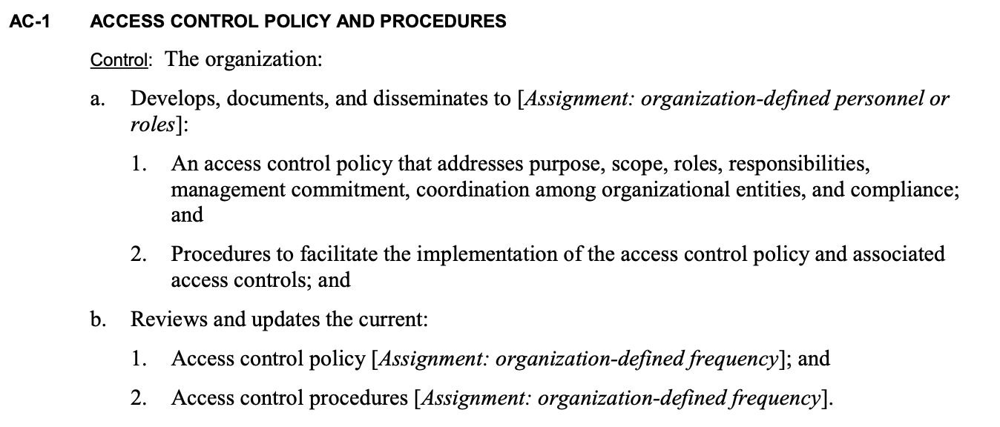 AC-1 ACCESS CONTROL POLICY AND PROCEDURES
Control: The organization:
a. Develops, documents, and disseminates to [Assignment: organization-defined personnel or
roles]:
1. An access control policy that addresses purpose, scope, roles, responsibilities,
management commitment, coordination among organizational entities, and compliance;
and
2. Procedures to facilitate the implementation of the access control policy and associated
access controls; and
b. Reviews and updates the current:
1. Access control policy [Assignment: organization-defined frequency]; and
2. Access control procedures [Assignment: organization-defined frequency].